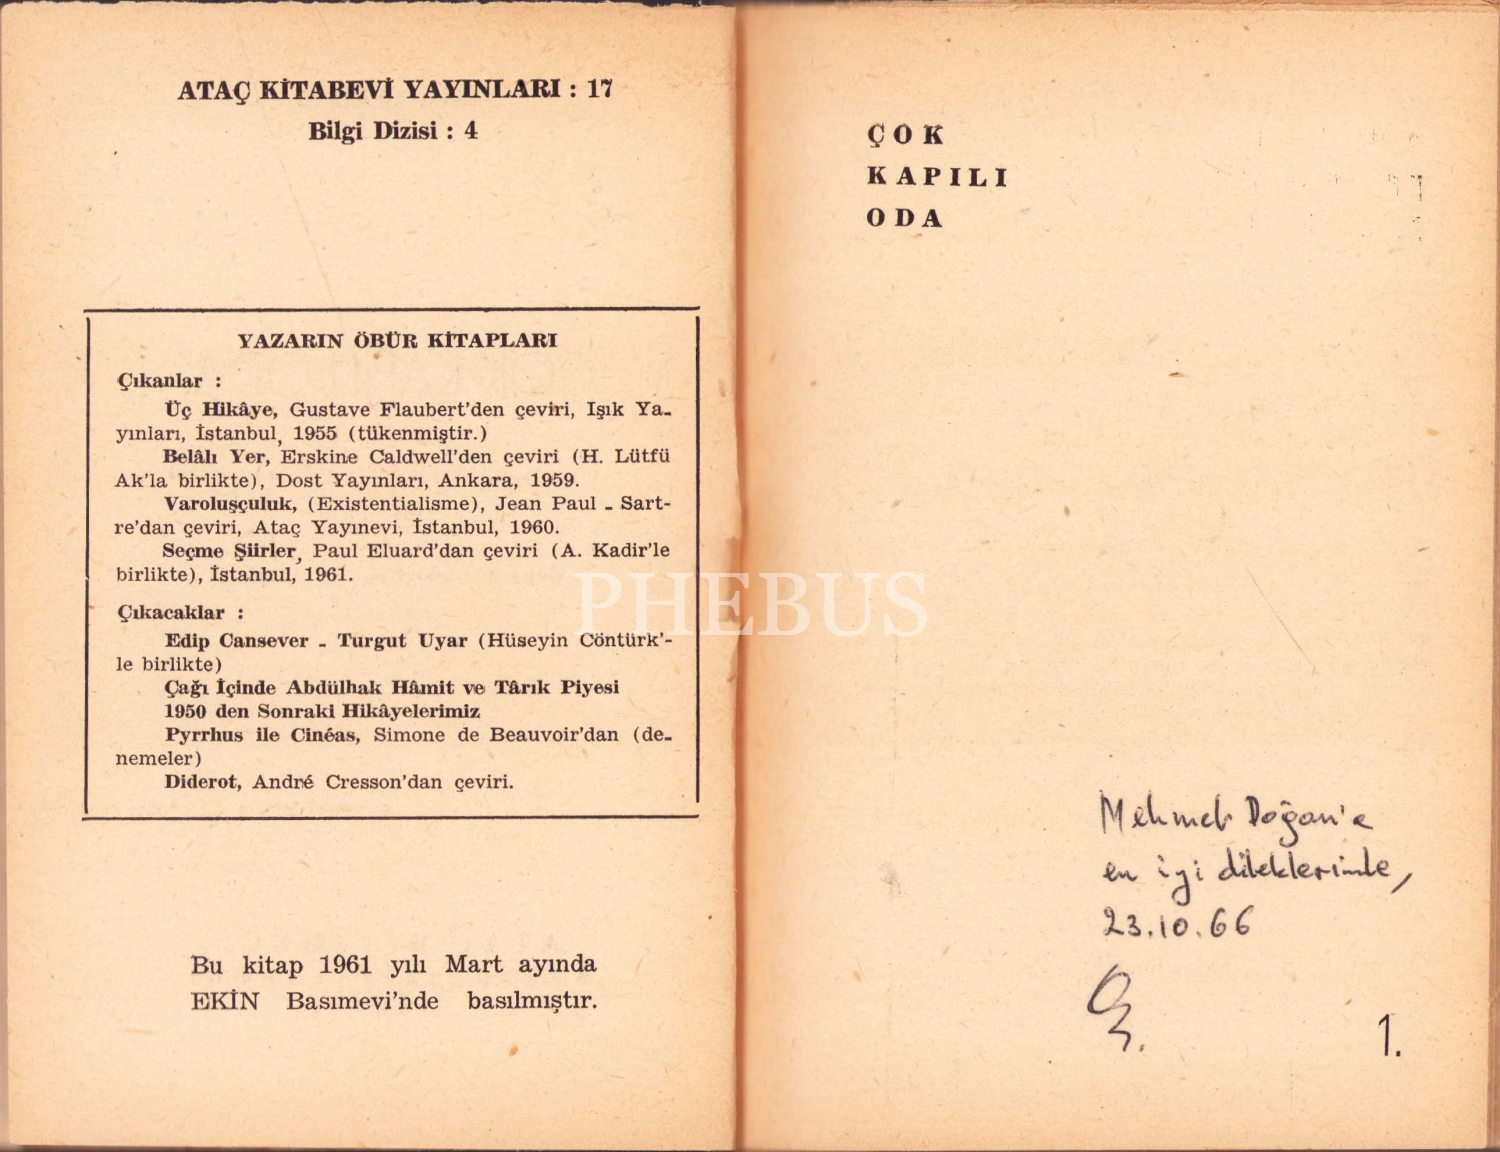 ATAÇ KİTABEVİ YAYINLARI : 17
Bilgi Dizisi : 4
YAZARIN ÖBÜR KİTAPLARI
Çıkanlar :
Üç Hikâye, Gustave Flaubert'den çeviri, Işık Ya-
yınları, İstanbul, 1955 (tükenmiştir.)
Belâlı Yer, Erskine Caldwell'den çeviri (H. Lütfü
Ak'la birlikte), Dost Yayınları, Ankara, 1959.
Varoluşçuluk, (Existentialisme), Jean Paul - Sart-
re'dan çeviri, Ataç Yayınevi, İstanbul, 1960.
Seçme Şiirler, Paul Eluard'dan çeviri (A. Kadir'le
birlikte), İstanbul, 1961.
Çıkacaklar :
Edip Cansever - Turgut Uyar (Hüseyin Cöntürk'-
le birlikte)
Çağı İçinde Abdülhak Hâmit ve Târık Piyesi
1950 den Sonraki Hikâyelerimiz
Pyrrhus ile Cinéas, Simone de Beauvoir'dan (de-
nemeler)
Diderot, André Cresson'dan çeviri.
Bu kitap 1961 yılı Mart ayında
EKİN Basımevi'nde basılmıştır.
PHEBUS
ÇOK
KAPILI
ODA
Mehmet Doğan'a
en iyi dileklerimle,
23.10.66
1.